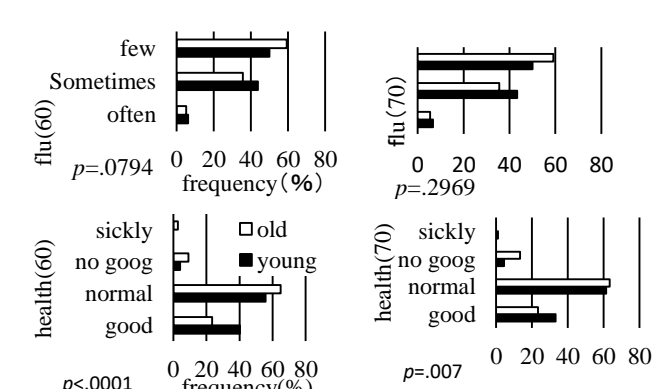 few
Sometimes
often
flu(60)
p=.0794
0 20 40 60 80
frequency(%)
flu(70)
0 20 40 60 80
p=.2969
sickly
no goog
normal
good
health(60)
old
young
0 20 40 60 80
p<.0001
frequency(%)
sickly
no goog
normal
good
health(70)
0 20 40 60 80
p=.007